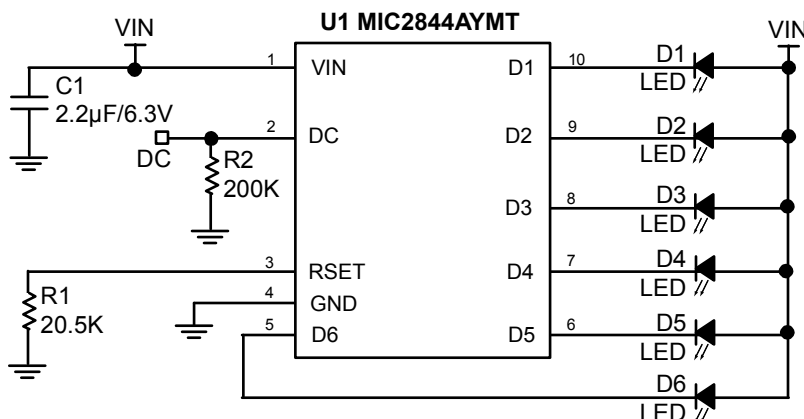 U1 MIC2844AYMT
VIN
VIN
C1
2.2µF/6.3V
DC
R2
200K
R1
20.5K
1
VIN
2
DC
3
RSET
4
GND
5
D6
D1
10
D2
9
D3
8
D4
7
D5
6
D1
LED
D2
LED
D3
LED
D4
LED
D5
LED
D6
LED